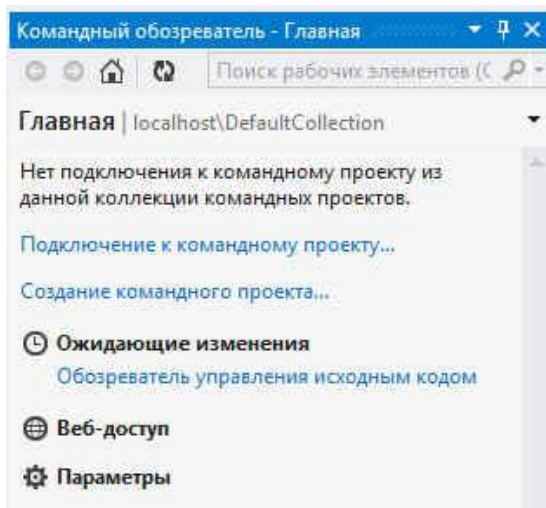 Командный обозреватель - Главная
Поиск рабочих элементов (C
Главная | localhost\DefaultCollection
Нет подключения к командному проекту из
данной коллекции командных проектов.
Подключение к командному проекту...
Создание командного проекта...
Ожидающие изменения
Обозреватель управления исходным кодом
Веб-доступ
Параметры